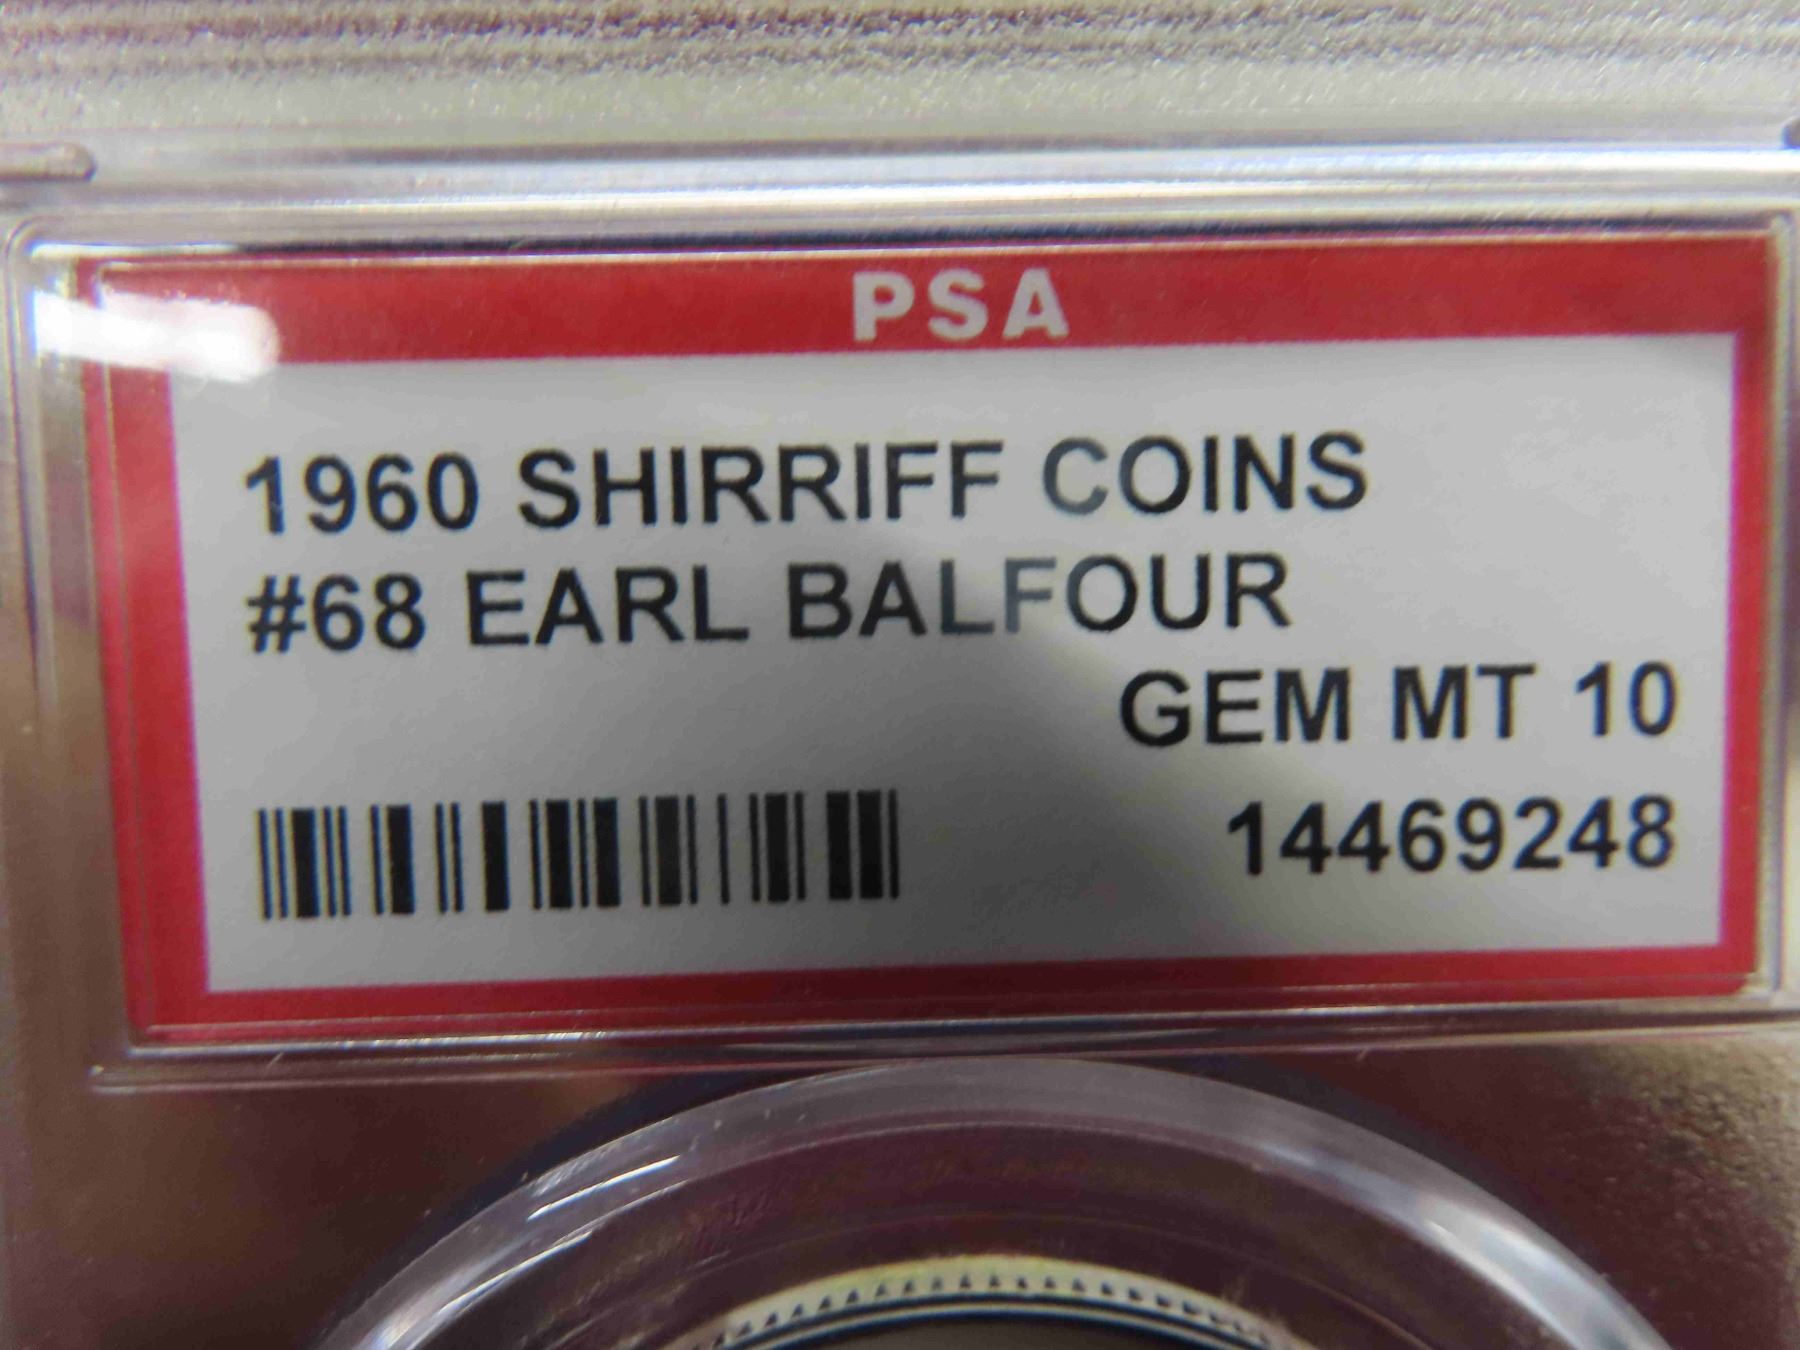 PSA
1960 SHIRRIFF COINS
#68 EARL BALFOUR
GEM MT 10
14469248